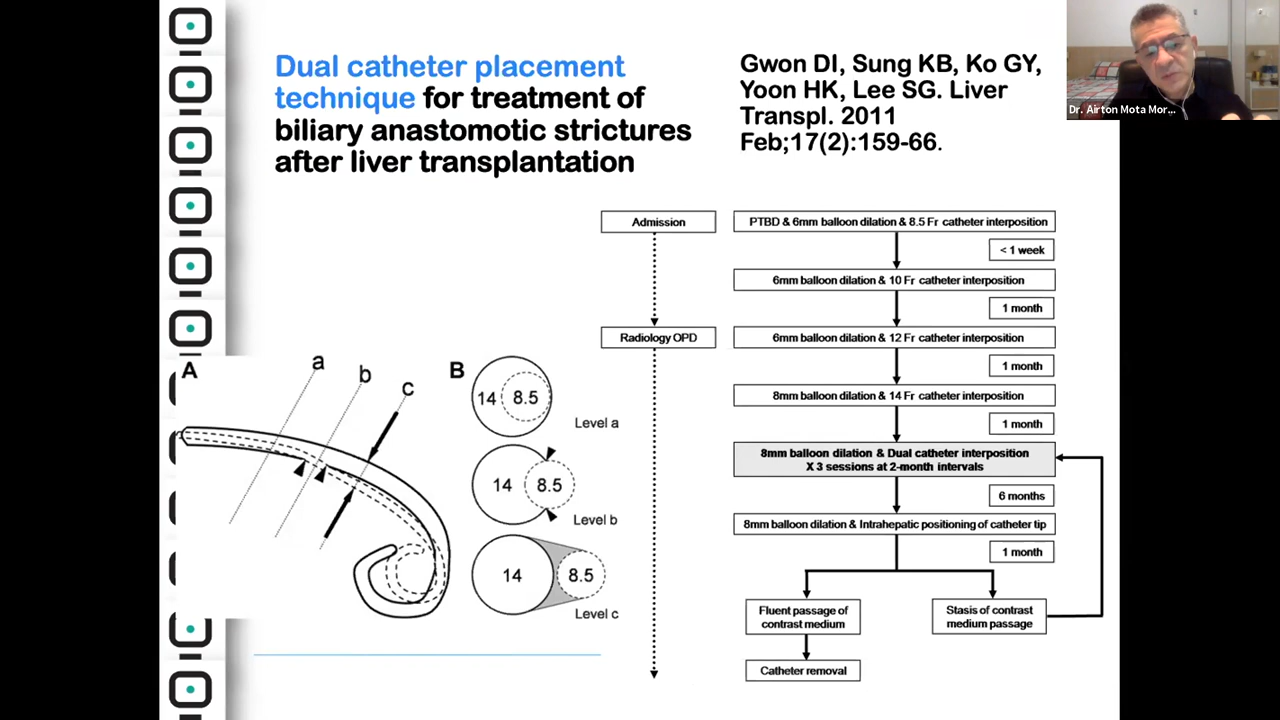 Dual catheter placement
technique for treatment of
biliary anastomotic strictures
after liver transplantation
Gwon DI, Sung KB, Ko GY,
Yoon HK, Lee SG. Liver
Transpl. 2011
Feb;17(2):159-66.
Dr. Airton Mota Mor...
Admission
PTBD & 6mm balloon dilation & 8.5 Fr catheter interposition
< 1 week
6mm balloon dilation & 10 Fr catheter interposition
1 month
Radiology OPD
6mm balloon dilation & 12 Fr catheter interposition
1 month
8mm balloon dilation & 14 Fr catheter interposition
1 month
8mm balloon dilation & Dual catheter interposition
X 3 sessions at 2-month intervals
6 months
8mm balloon dilation & Intrahepatic positioning of catheter tip
1 month
Fluent passage of
contrast medium
Stasis of contrast
medium passage
Catheter removal
A
a
b
c
B
14 8.5
Level a
14 8.5
Level b
14 8.5
Level c